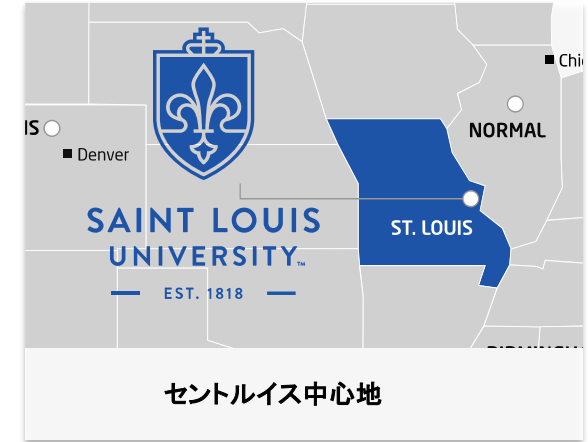 Chi
NORMAL
IS
Denver
SAINT LOUIS
UNIVERSITY™
EST. 1818
ST. LOUIS
セントルイス中心地